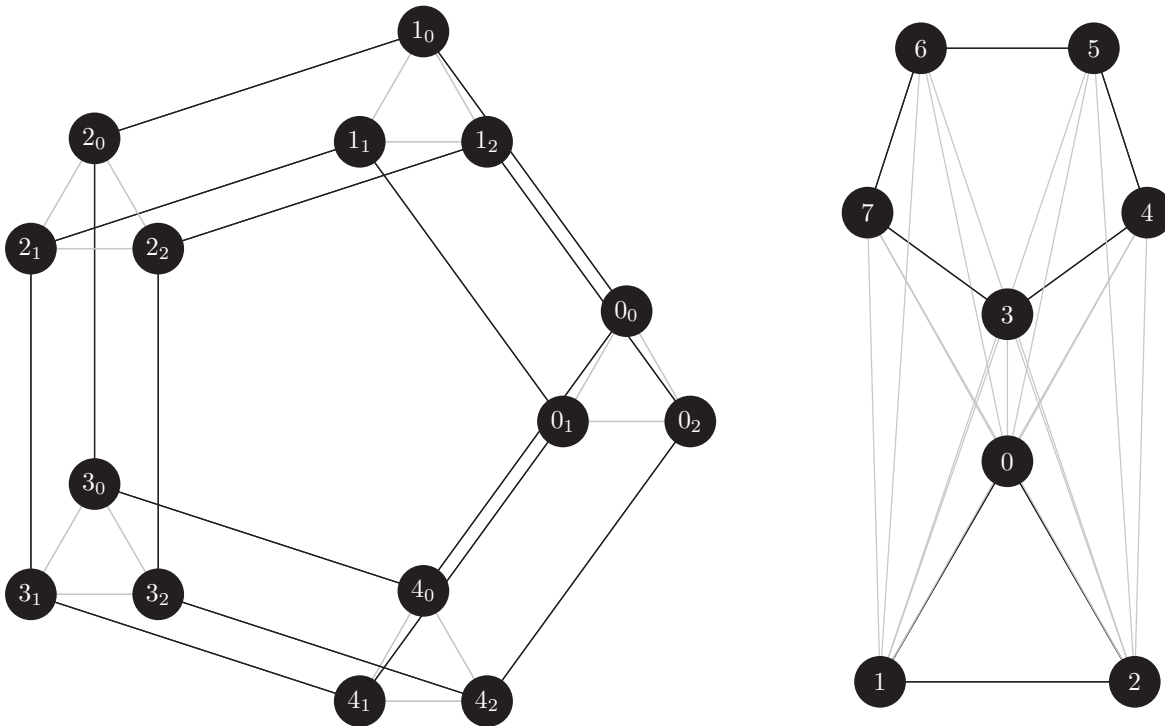 1₀
6 5
2₀ 1₁ 1₂
7 4
2₁ 2₂
0₀ 3
0₁ 0₂
3₀ 0
3₁ 3₂ 4₀
4₁ 4₂ 1 2